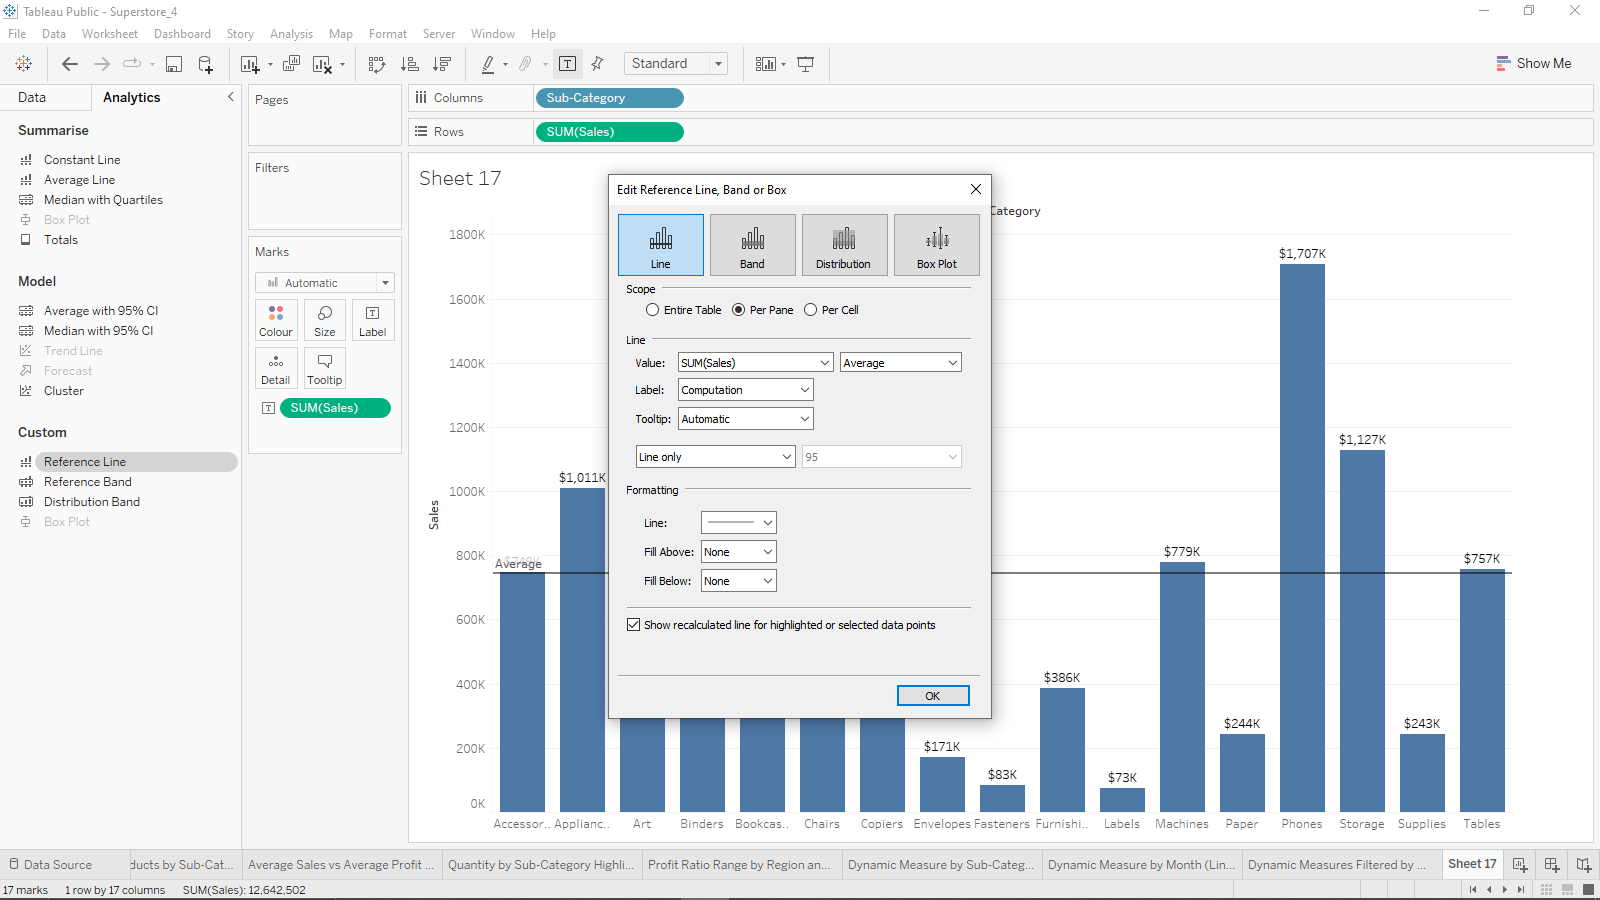 Tableau Public - Superstore_4
File Data Worksheet Dashboard Story Analysis Map Format Server Window Help
Standard
Show Me
Data Analytics
Summarise
Constant Line
Average Line
Median with Quartiles
Box Plot
Totals
Model
Average with 95% CI
Median with 95% CI
Trend Line
Forecast
Cluster
Custom
Reference Line
Reference Band
Distribution Band
Box Plot
Pages
Filters
Marks
Automatic
Colour Size Label
Detail Tooltip
SUM(Sales)
Columns Sub-Category
Rows SUM(Sales)
Sheet 17
Category
Sales
1800K
1600K
1400K
1200K
1000K
800K
600K
400K
200K
0K
Average
$1,011K
$171K
$83K
$386K
$73K
$779K
$244K
$1,707K
$1,127K
$243K
$757K
Accessor.. Applianc.. Art Binders Bookcas.. Chairs Copiers Envelopes Fasteners Furnishi.. Labels Machines Paper Phones Storage Supplies Tables
Edit Reference Line, Band or Box
Line Band Distribution Box Plot
Scope
Entire Table Per Pane Per Cell
Line
Value: SUM(Sales) Average
Label: Computation
Tooltip: Automatic
Line only 95
Formatting
Line:
Fill Above: None
Fill Below: None
Show recalculated line for highlighted or selected data points
OK
Data Source ducts by Sub-Cat... Average Sales vs Average Profit ... Quantity by Sub-Category Highli... Profit Ratio Range by Region an... Dynamic Measure by Sub-Categ... Dynamic Measure by Month (Lin... Dynamic Measures Filtered by ... Sheet 17
17 marks 1 row by 17 columns SUM(Sales): 12,642,502